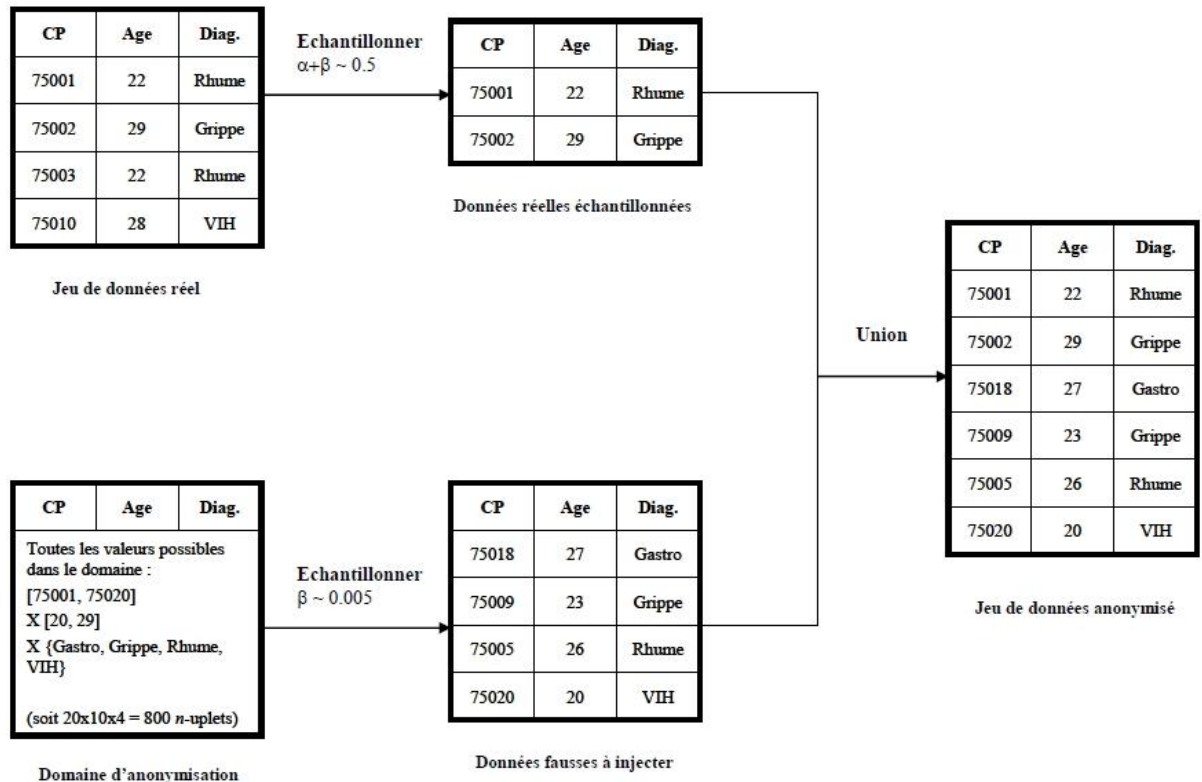 CP Age Diag.
75001 22 Rhume
75002 29 Grippe
75003 22 Rhume
75010 28 VIH
Jeu de données réel
Echantillonner
α+β ~ 0.5
CP Age Diag.
75001 22 Rhume
75002 29 Grippe
Données réelles échantillonnées
CP Age Diag.
Toutes les valeurs possibles
dans le domaine :
[75001, 75020]
X [20, 29]
X {Gastro, Grippe, Rhume,
VIH}
(soit 20x10x4 = 800 n-uplets)
Domaine d’anonymisation
Echantillonner
β ~ 0.005
CP Age Diag.
75018 27 Gastro
75009 23 Grippe
75005 26 Rhume
75020 20 VIH
Données fausses à injecter
Union
CP Age Diag.
75001 22 Rhume
75002 29 Grippe
75018 27 Gastro
75009 23 Grippe
75005 26 Rhume
75020 20 VIH
Jeu de données anonymisé